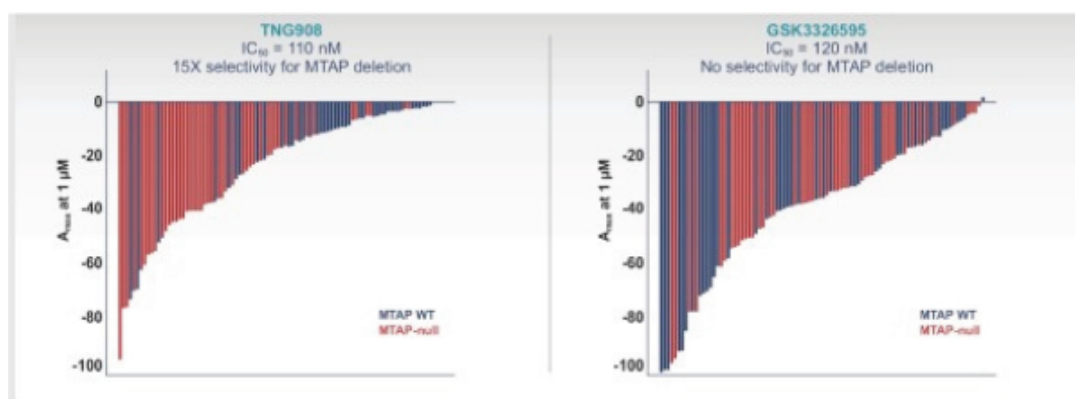 TNG908
IC₅₀ = 110 nM
15X selectivity for MTAP deletion
0
-20
-40
-60
-80
-100
Aₘₐₓ at 1 µM
MTAP WT
MTAP-null
GSK3326595
IC₅₀ = 120 nM
No selectivity for MTAP deletion
0
-20
-40
-60
-80
-100
Aₘₐₓ at 1 µM
MTAP WT
MTAP-null